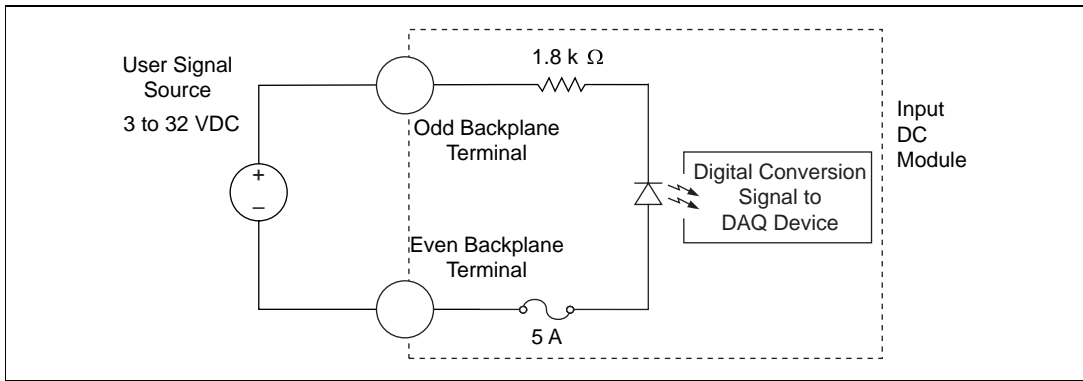 User Signal
Source
3 to 32 VDC
+
–
1.8 k Ω
Odd Backplane
Terminal
Even Backplane
Terminal
5 A
Digital Conversion
Signal to
DAQ Device
Input
DC
Module